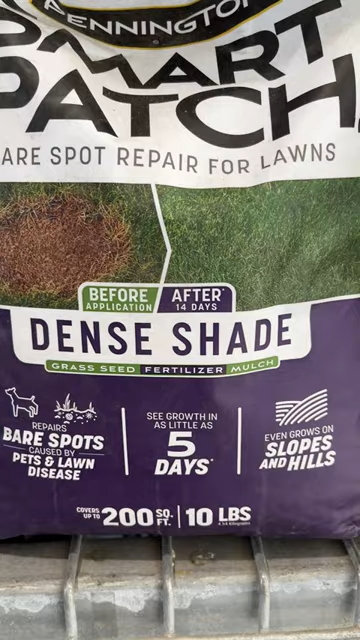 PENNINGTON
SMART
PATCH
ARE SPOT REPAIR FOR LAWNS
BEFORE
APPLICATION
AFTER*
14 DAYS
DENSE SHADE
GRASS SEED FERTILIZER MULCH
REPAIRS
BARE SPOTS
CAUSED BY
PETS & LAWN
DISEASE
SEE GROWTH IN
AS LITTLE AS
5
DAYS*
EVEN GROWS ON
SLOPES
AND HILLS
COVERS
UP TO 200 SQ. FT. | 10 LBS